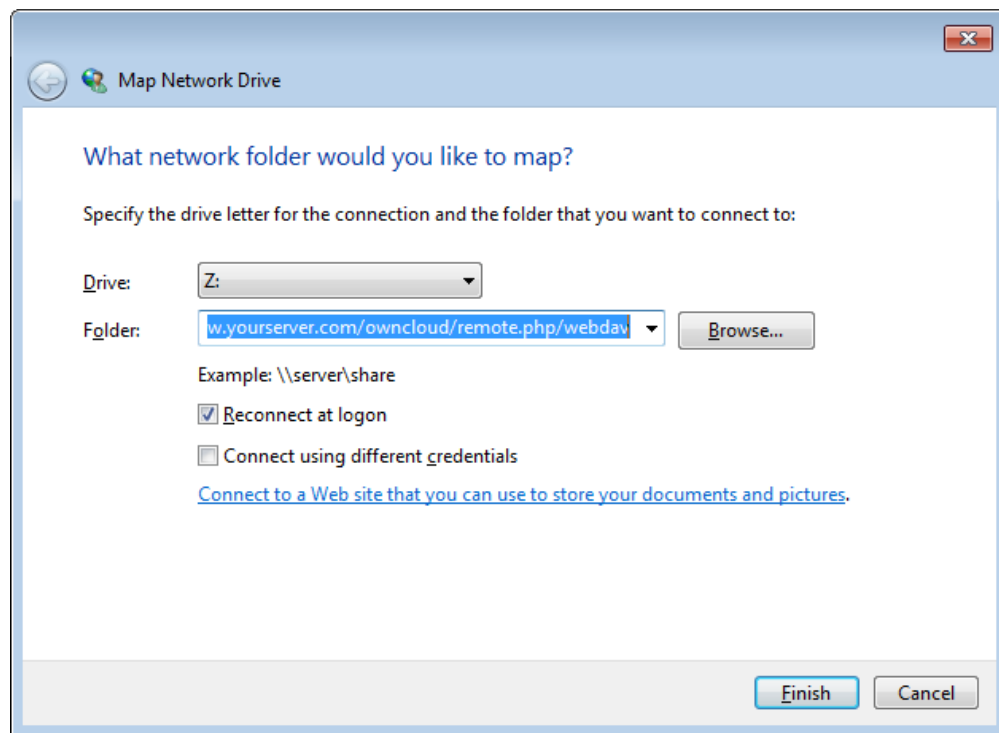 Map Network Drive
What network folder would you like to map?
Specify the drive letter for the connection and the folder that you want to connect to:
Drive: Z:
Folder: w.yourserver.com/owncloud/remote.php/webdav Browse...
Example: \\server\share
Reconnect at logon
Connect using different credentials
Connect to a Web site that you can use to store your documents and pictures.
Finish Cancel